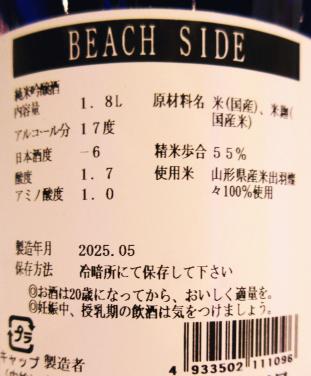 BEACH SIDE
純米吟醸酒
内容量 1.8L
アルコール分 17度
日本酒度 -6
酸度 1.7
アミノ酸度 1.0
原材料名 米(国産)、米麹(
国産米)
精米歩合 55%
使用米 山形県産米出羽燦
々100%使用
製造年月 2025.05
保存方法 冷暗所にて保存して下さい
◎お酒は20歳になってから、おいしく適量を。
◎妊娠中、授乳期の飲酒は気をつけましょう。
プラ
キャップ 製造者
4 933502 111096